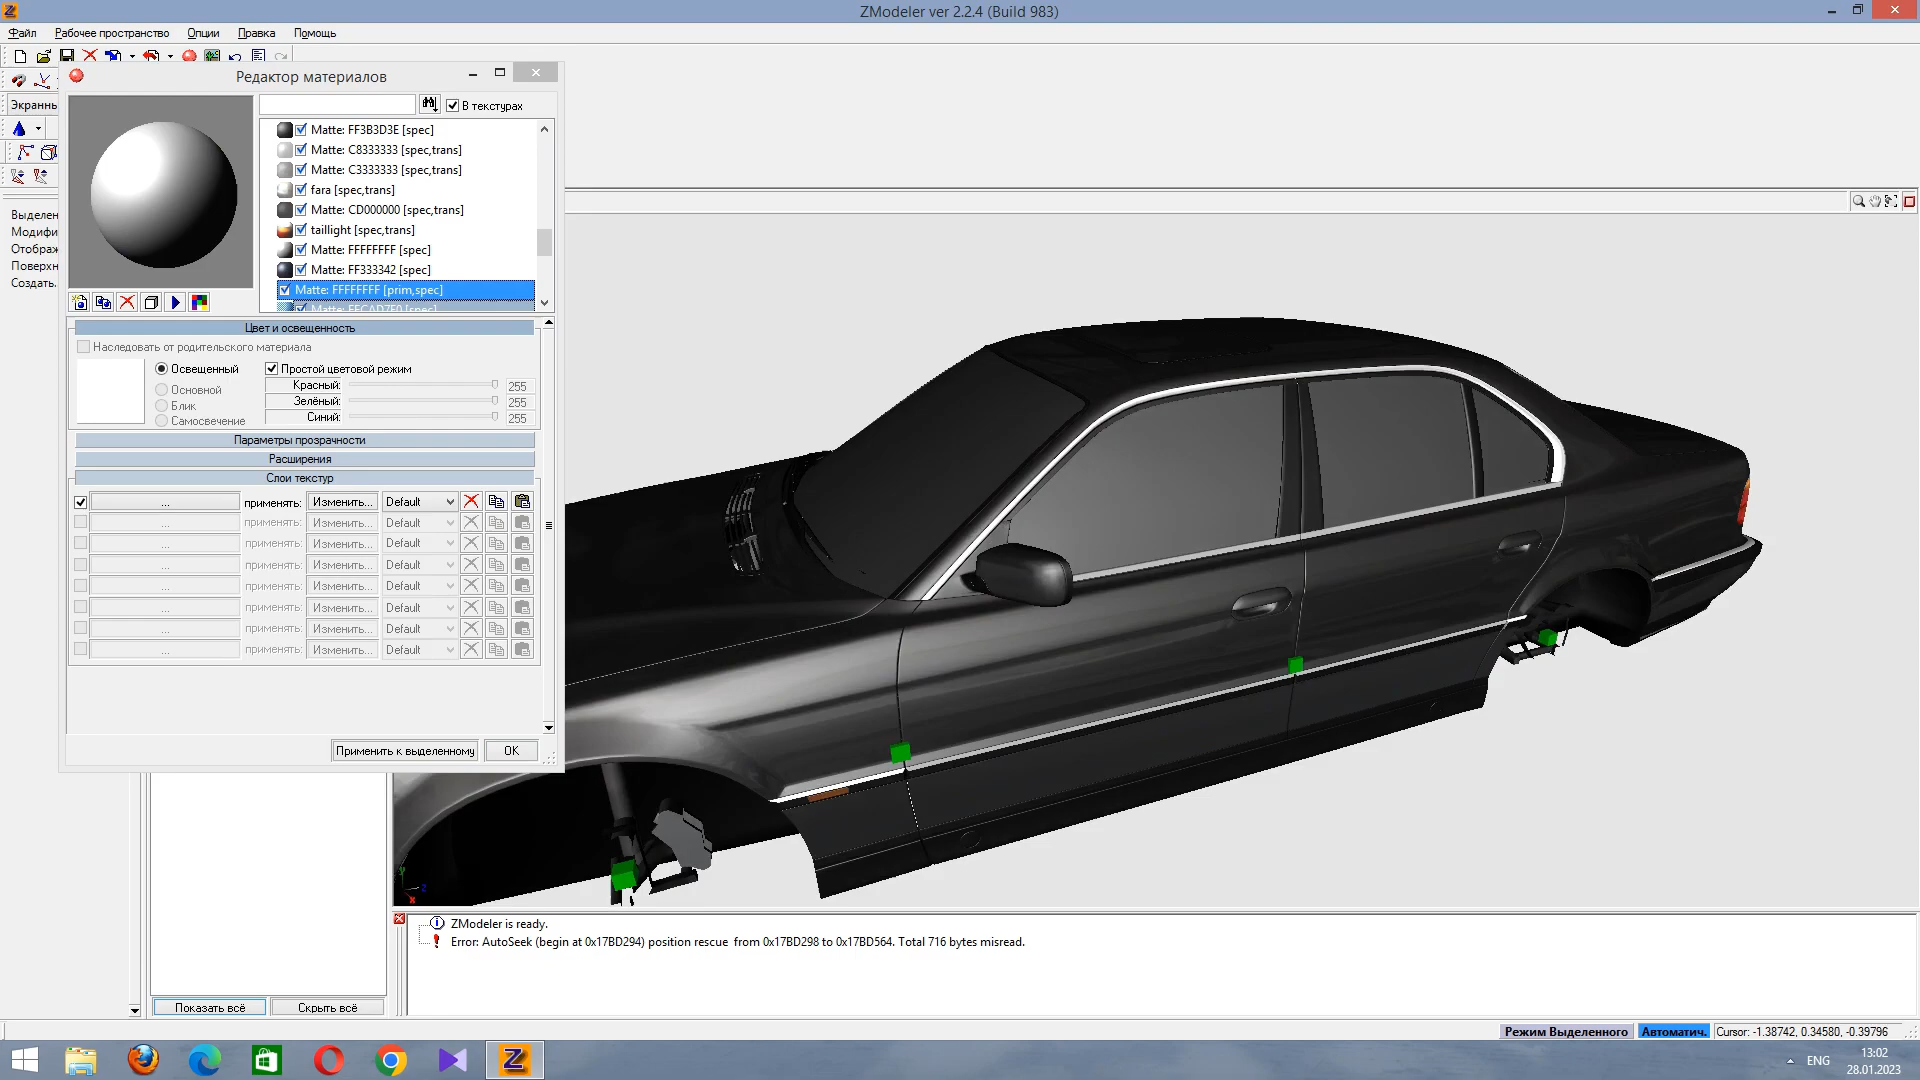 ZModeler ver 2.2.4 (Build 983)
Файл Рабочее пространство Опции Правка Помощь
Редактор материалов
В текстурах
Экранны
Выделен
Модифи
Отображ
Поверхн
Создать.
Matte: FF3B3D3E [spec]
Matte: C8333333 [spec,trans]
Matte: C3333333 [spec,trans]
fara [spec,trans]
Matte: CD000000 [spec,trans]
taillight [spec,trans]
Matte: FFFFFFFF [spec]
Matte: FF333342 [spec]
Matte: FFFFFFFF [prim,spec]
Цвет и освещенность
Наследовать от родительского материала
Освещенный Простой цветовой режим
Основной Красный: 255
Блик Зелёный: 255
Самосвечение Синий: 255
Параметры прозрачности
Расширения
Слои текстур
... применять: Изменить... Default
... применять: Изменить... Default
... применять: Изменить... Default
... применять: Изменить... Default
... применять: Изменить... Default
... применять: Изменить... Default
... применять: Изменить... Default
... применять: Изменить... Default
Применить к выделенному OK
ZModeler is ready.
Error: AutoSeek (begin at 0x17BD294) position rescue from 0x17BD298 to 0x17BD564. Total 716 bytes misread.
Показать всё Скрыть всё
Режим Выделенного Автоматич. Cursor: -1.38742, 0.34580, -0.39796
ENG
13:02
28.01.2023